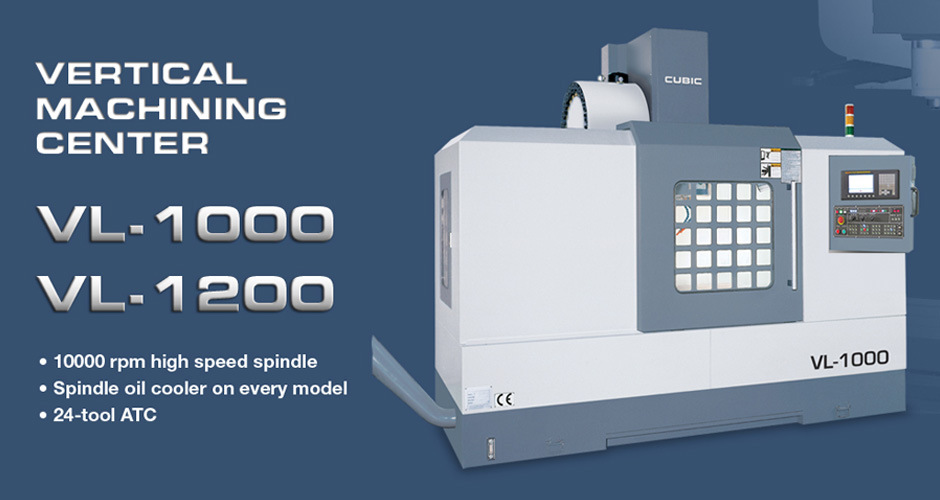 VERTICAL
MACHINING
CENTER
VL-1000
VL-1200
• 10000 rpm high speed spindle
• Spindle oil cooler on every model
• 24-tool ATC
CUBIC
VL-1000
CE